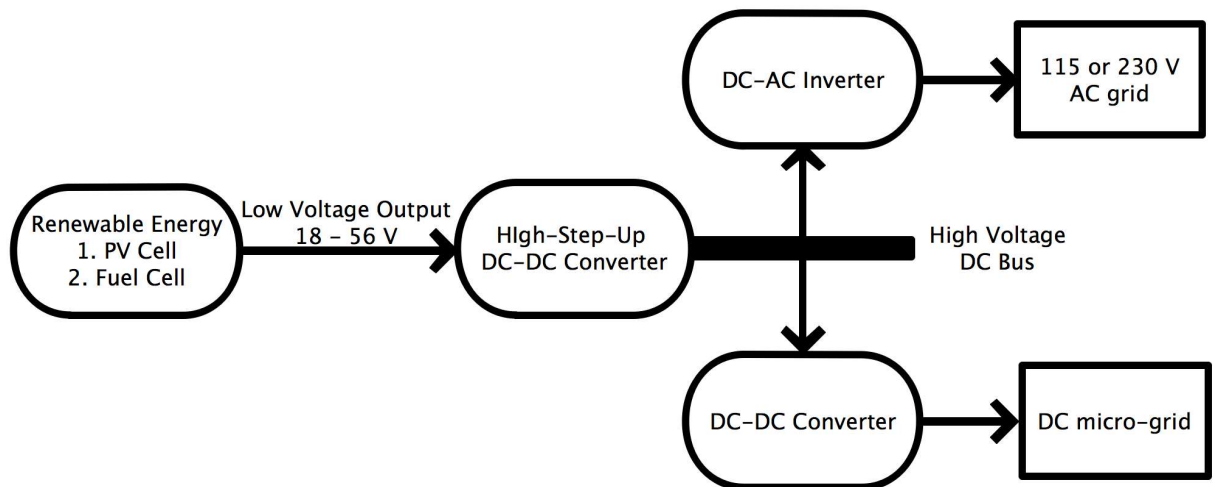 Renewable Energy
1. PV Cell
2. Fuel Cell
Low Voltage Output
18 – 56 V
HIgh-Step-Up
DC-DC Converter
High Voltage
DC Bus
DC-AC Inverter
115 or 230 V
AC grid
DC-DC Converter
DC micro-grid